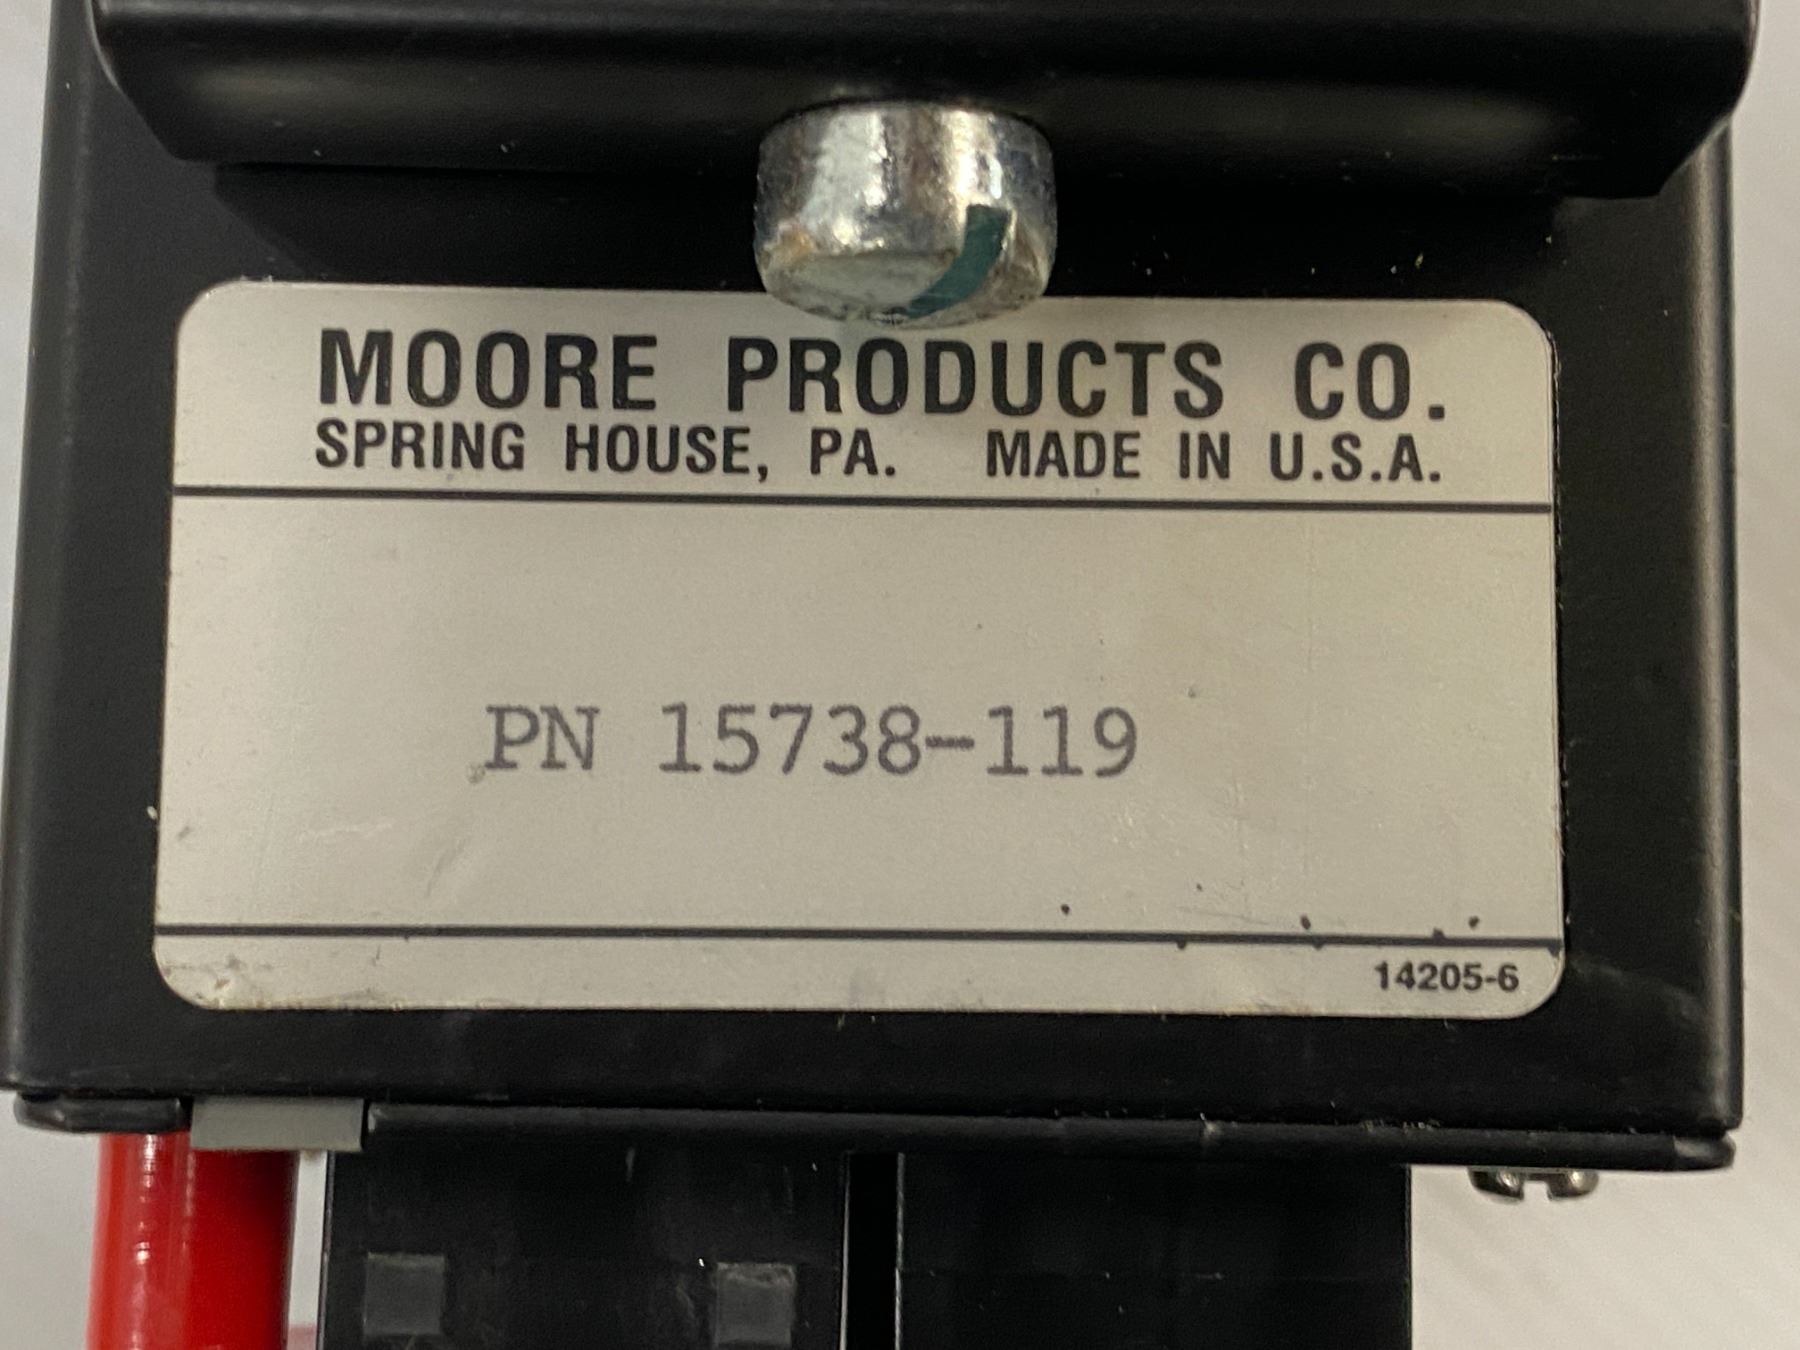 MOORE PRODUCTS CO.
SPRING HOUSE, PA. MADE IN U.S.A.
PN 15738-119
14205-6